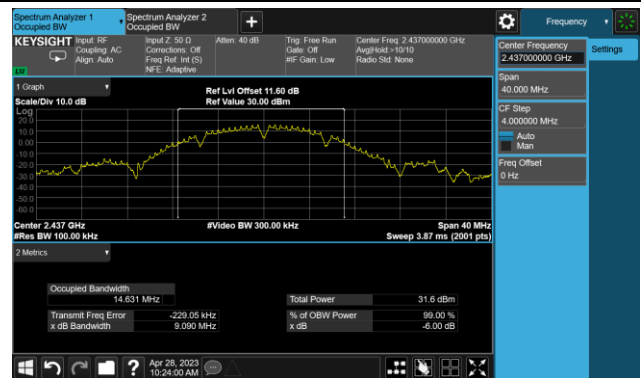 Spectrum Analyzer 1
Occupied BW
Spectrum Analyzer 2
Occupied BW
Frequency
KEYSIGHT
Input: RF
Coupling: AC
Align: Auto
Input Z: 50 Ω
Corrections: Off
Freq Ref: Int (S)
NFE: Adaptive
Atten: 40 dB
Trig: Free Run
Gate: Off
#IF Gain: Low
Center Freq: 2.437000000 GHz
Avg|Hold:>10/10
Radio Std: None
Center Frequency
2.437000000 GHz
Settings
Span
40.000 MHz
CF Step
4.000000 MHz
Auto
Man
Freq Offset
0 Hz
1 Graph
Scale/Div 10.0 dB
Ref Lvl Offset 11.60 dB
Ref Value 30.00 dBm
Log
20.0
10.0
0.00
-10.0
-20.0
-30.0
-40.0
-50.0
-60.0
Center 2.437 GHz
#Res BW 100.00 kHz
#Video BW 300.00 kHz
Span 40 MHz
Sweep 3.87 ms (2001 pts)
2 Metrics
Occupied Bandwidth
14.631 MHz
Total Power 31.6 dBm
Transmit Freq Error -229.05 kHz
% of OBW Power 99.00 %
x dB Bandwidth 9.090 MHz
x dB -6.00 dB
?
Apr 28, 2023
10:24:00 AM